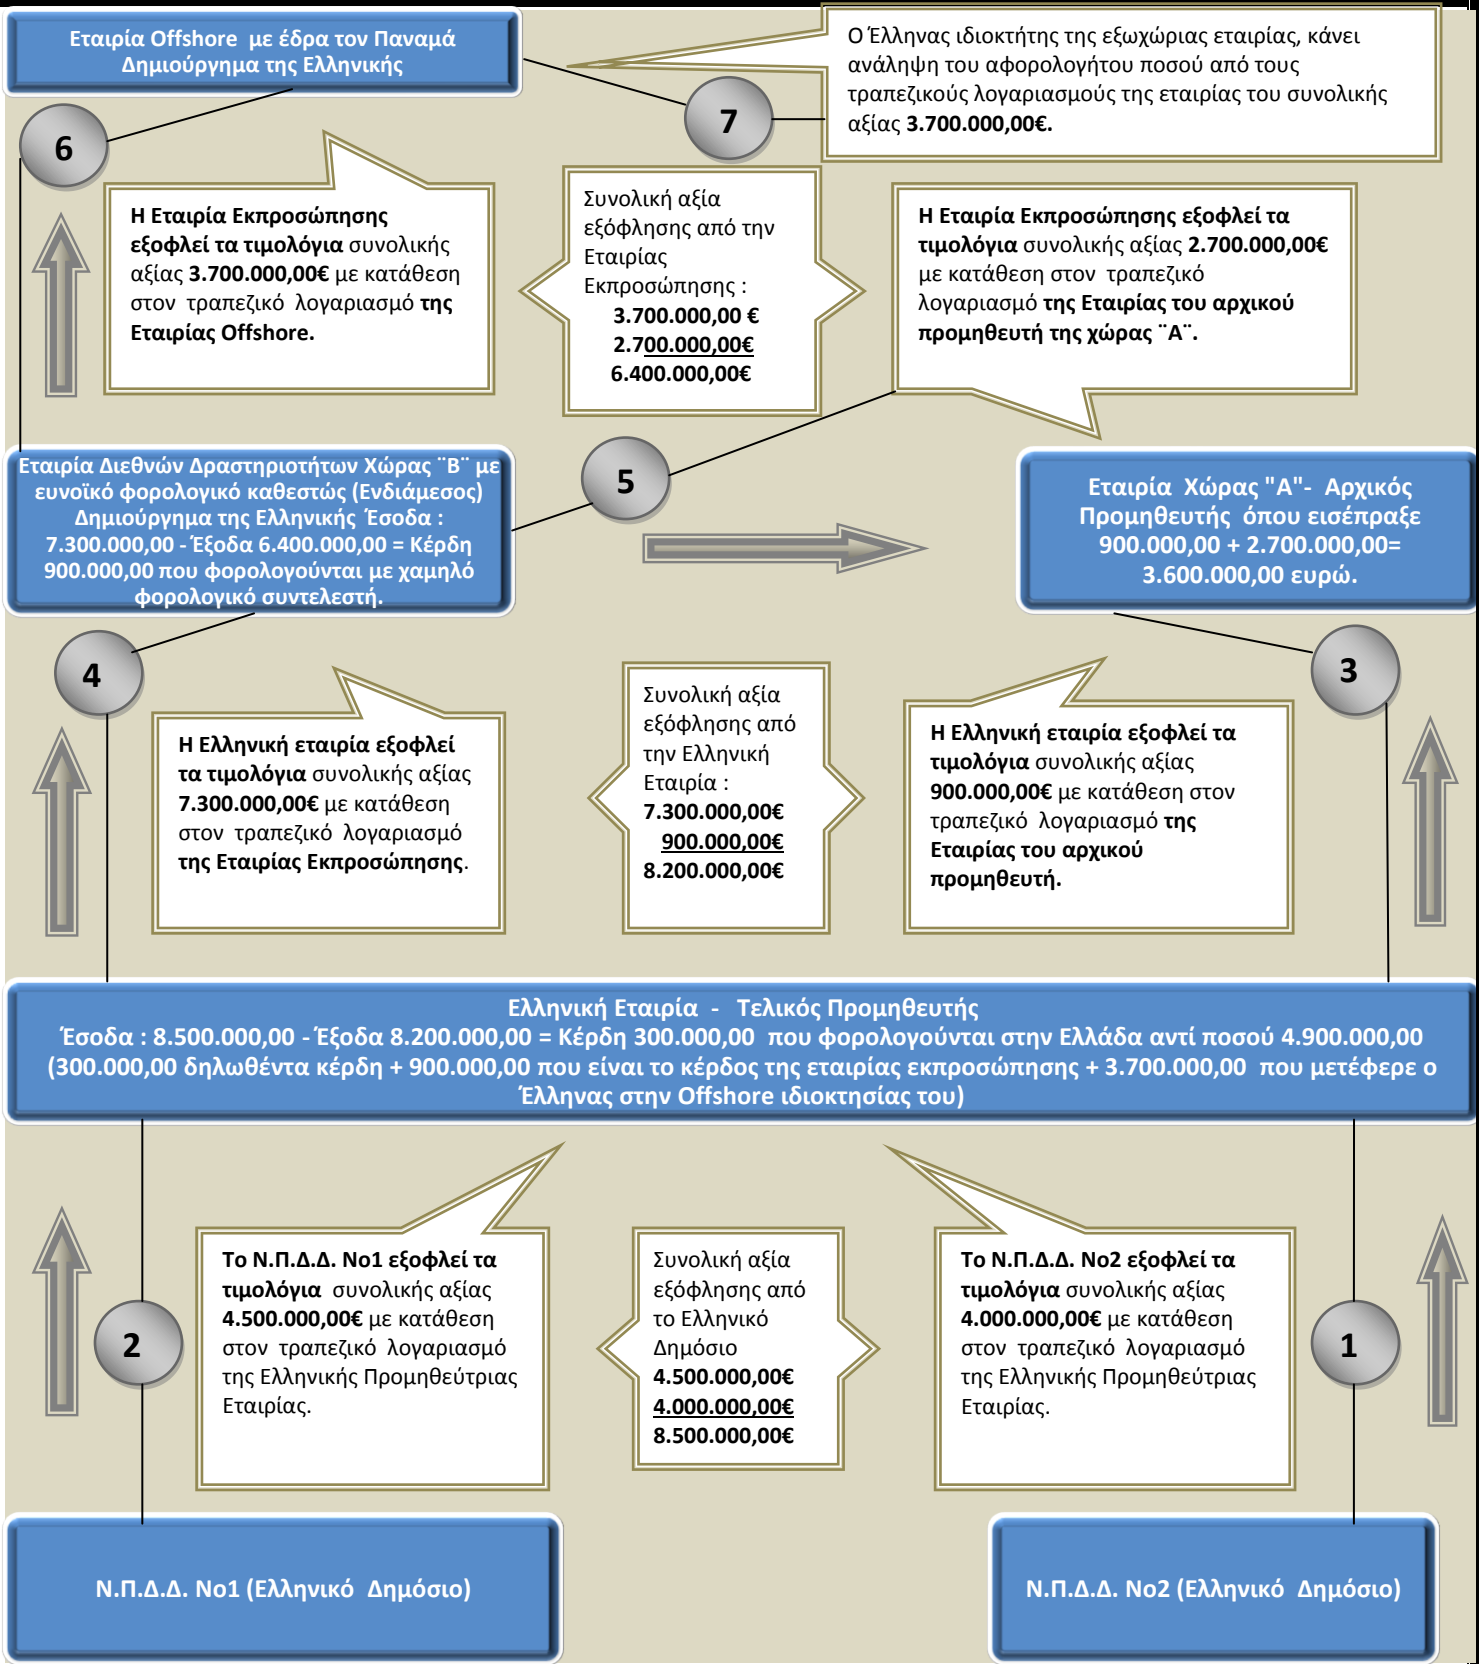 Εταιρία Offshore με έδρα τον Παναμά
Δημιούργημα της Ελληνικής
Ο Έλληνας ιδιοκτήτης της εξωχώριας εταιρίας, κάνει
ανάληψη του αφορολογήτου ποσού από τους
τραπεζικούς λογαριασμούς της εταιρίας του συνολικής
αξίας 3.700.000,00€.
6
7
Η Εταιρία Εκπροσώπησης
εξοφλεί τα τιμολόγια συνολικής
αξίας 3.700.000,00€ με κατάθεση
στον τραπεζικό λογαριασμό της
Εταιρίας Offshore.
Συνολική αξία
εξόφλησης από την
Εταιρίας
Εκπροσώπησης :
3.700.000,00 €
2.700.000,00€
6.400.000,00€
Η Εταιρία Εκπροσώπησης εξοφλεί τα
τιμολόγια συνολικής αξίας 2.700.000,00€
με κατάθεση στον τραπεζικό
λογαριασμό της Εταιρίας του αρχικού
προμηθευτή της χώρας ¨Α¨.
5
Εταιρία Διεθνών Δραστηριοτήτων Χώρας ¨Β¨ με
ευνοϊκό φορολογικό καθεστώς (Ενδιάμεσος)
Δημιούργημα της Ελληνικής Έσοδα :
7.300.000,00 - Έξοδα 6.400.000,00 = Κέρδη
900.000,00 που φορολογούνται με χαμηλό
φορολογικό συντελεστή.
Εταιρία Χώρας "Α"- Αρχικός
Προμηθευτής όπου εισέπραξε
900.000,00 + 2.700.000,00=
3.600.000,00 ευρώ.
4
3
Η Ελληνική εταιρία εξοφλεί
τα τιμολόγια συνολικής αξίας
7.300.000,00€ με κατάθεση
στον τραπεζικό λογαριασμό
της Εταιρίας Εκπροσώπησης.
Συνολική αξία
εξόφλησης από
την Ελληνική
Εταιρία :
7.300.000,00€
900.000,00€
8.200.000,00€
Η Ελληνική εταιρία εξοφλεί τα
τιμολόγια συνολικής αξίας
900.000,00€ με κατάθεση στον
τραπεζικό λογαριασμό της
Εταιρίας του αρχικού
προμηθευτή.
Ελληνική Εταιρία - Τελικός Προμηθευτής
Έσοδα : 8.500.000,00 - Έξοδα 8.200.000,00 = Κέρδη 300.000,00 που φορολογούνται στην Ελλάδα αντί ποσού 4.900.000,00
(300.000,00 δηλωθέντα κέρδη + 900.000,00 που είναι το κέρδος της εταιρίας εκπροσώπησης + 3.700.000,00 που μετέφερε ο
Έλληνας στην Offshore ιδιοκτησίας του)
Το Ν.Π.Δ.Δ. Νο1 εξοφλεί τα
τιμολόγια συνολικής αξίας
4.500.000,00€ με κατάθεση
στον τραπεζικό λογαριασμό
της Ελληνικής Προμηθεύτριας
Εταιρίας.
Συνολική αξία
εξόφλησης από
το Ελληνικό
Δημόσιο
4.500.000,00€
4.000.000,00€
8.500.000,00€
Το Ν.Π.Δ.Δ. Νο2 εξοφλεί τα
τιμολόγια συνολικής αξίας
4.000.000,00€ με κατάθεση
στον τραπεζικό λογαριασμό
της Ελληνικής Προμηθεύτριας
Εταιρίας.
2
1
Ν.Π.Δ.Δ. Νο1 (Ελληνικό Δημόσιο)
Ν.Π.Δ.Δ. Νο2 (Ελληνικό Δημόσιο)